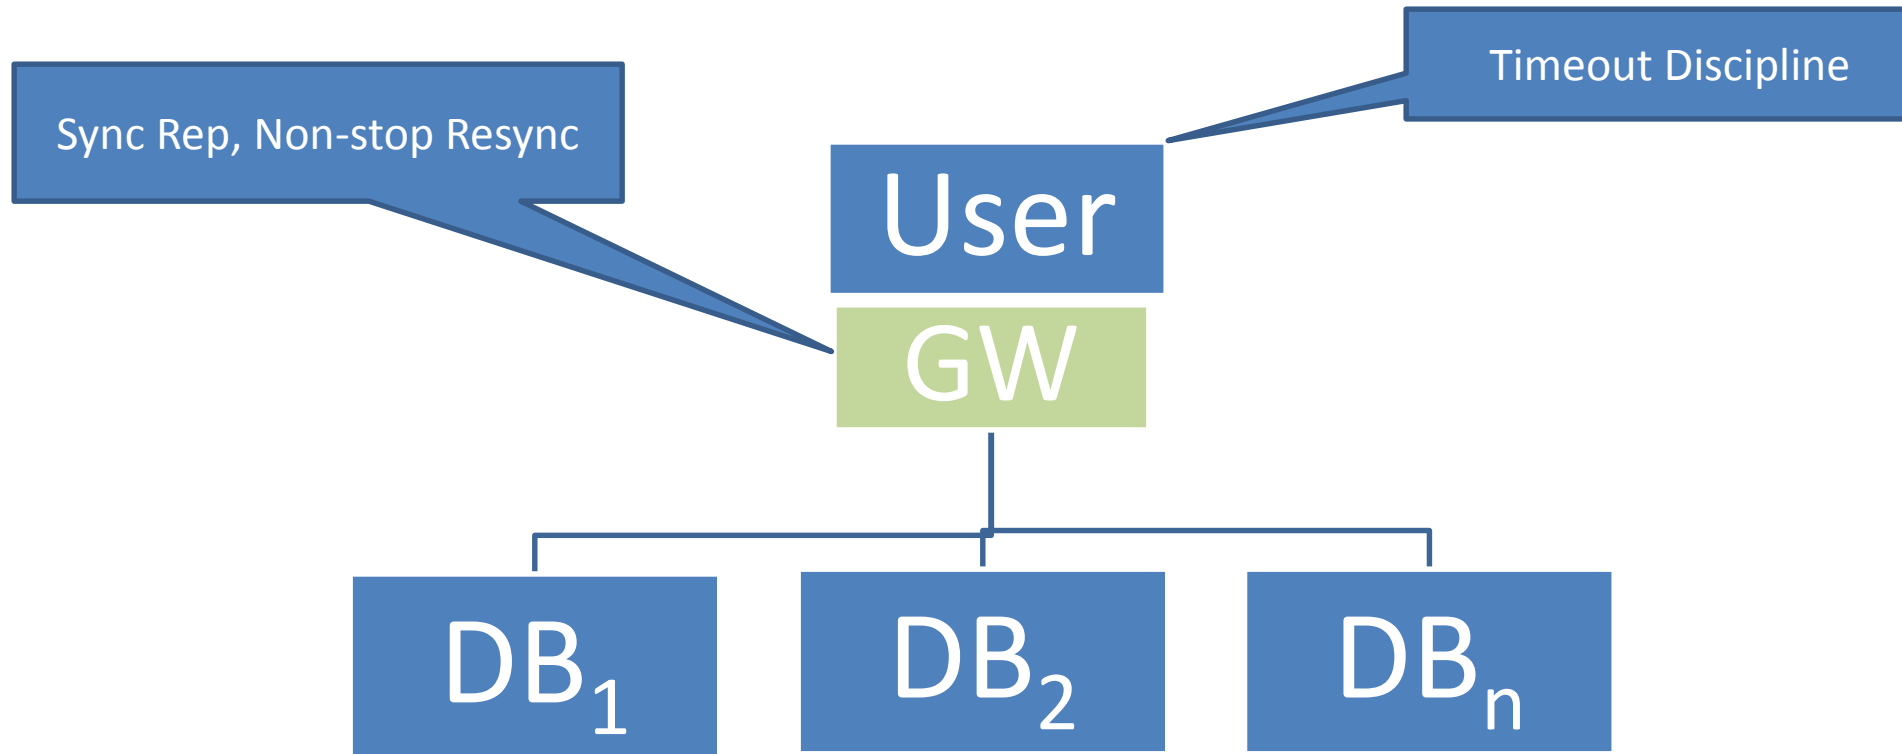 Timeout Discipline
Sync Rep, Non-stop Resync
User
GW
DB₁
DB₂
DBₙ